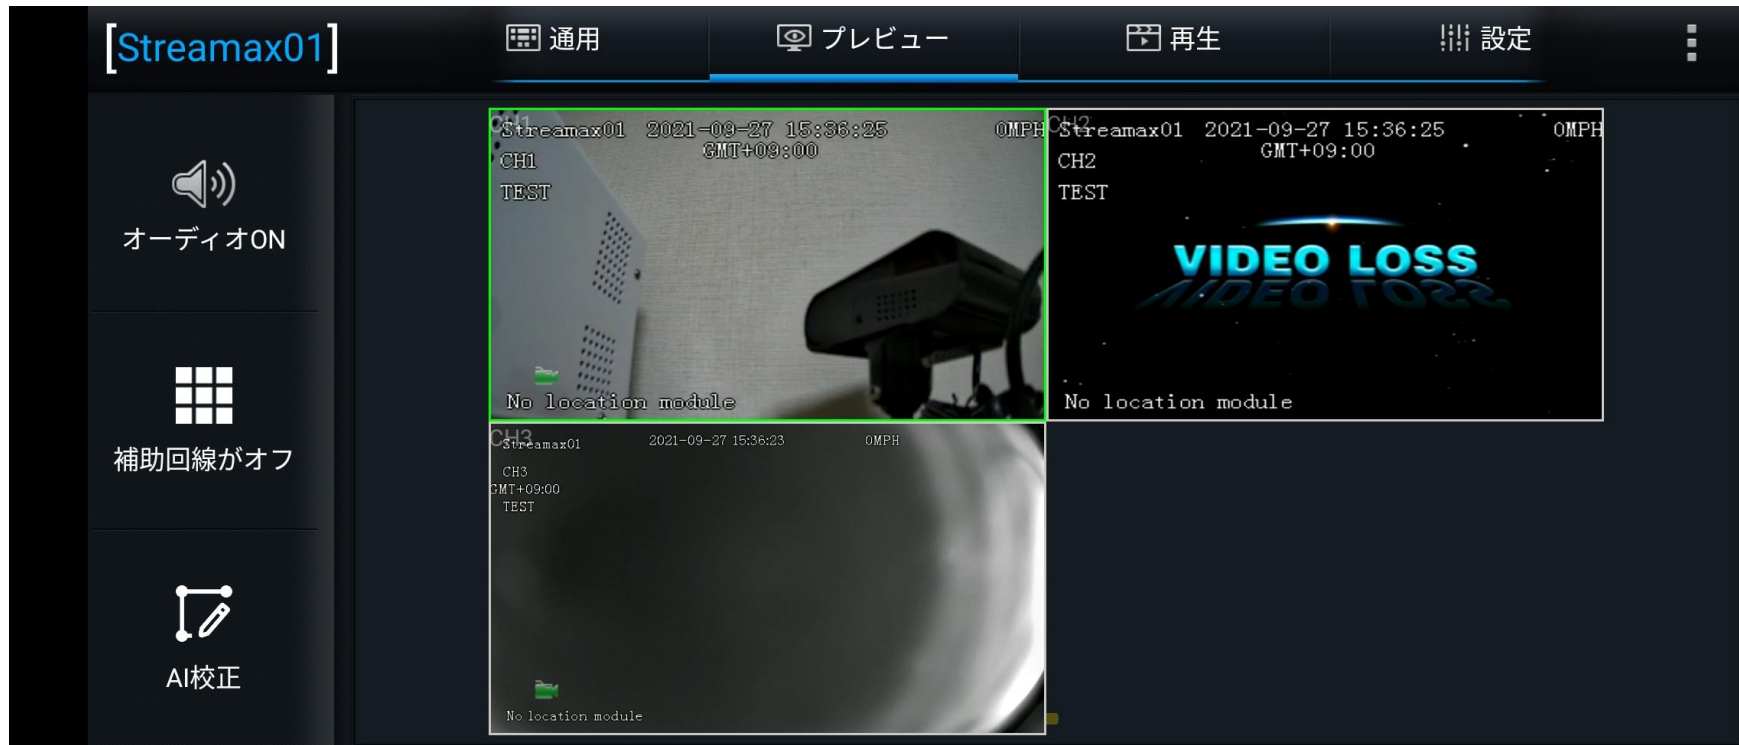 [Streamax01]
通用
プレビュー
再生
設定
オーディオON
補助回線がオフ
AI校正
CH1
Streamax01 2021-09-27 15:36:25 0MPH
GMT+09:00
CH1
TEST
No location module
CH2
Streamax01 2021-09-27 15:36:25 0MPH
GMT+09:00
CH2
TEST
VIDEO LOSS
No location module
CH3
Streamax01 2021-09-27 15:36:23 0MPH
CH3
GMT+09:00
TEST
No location module